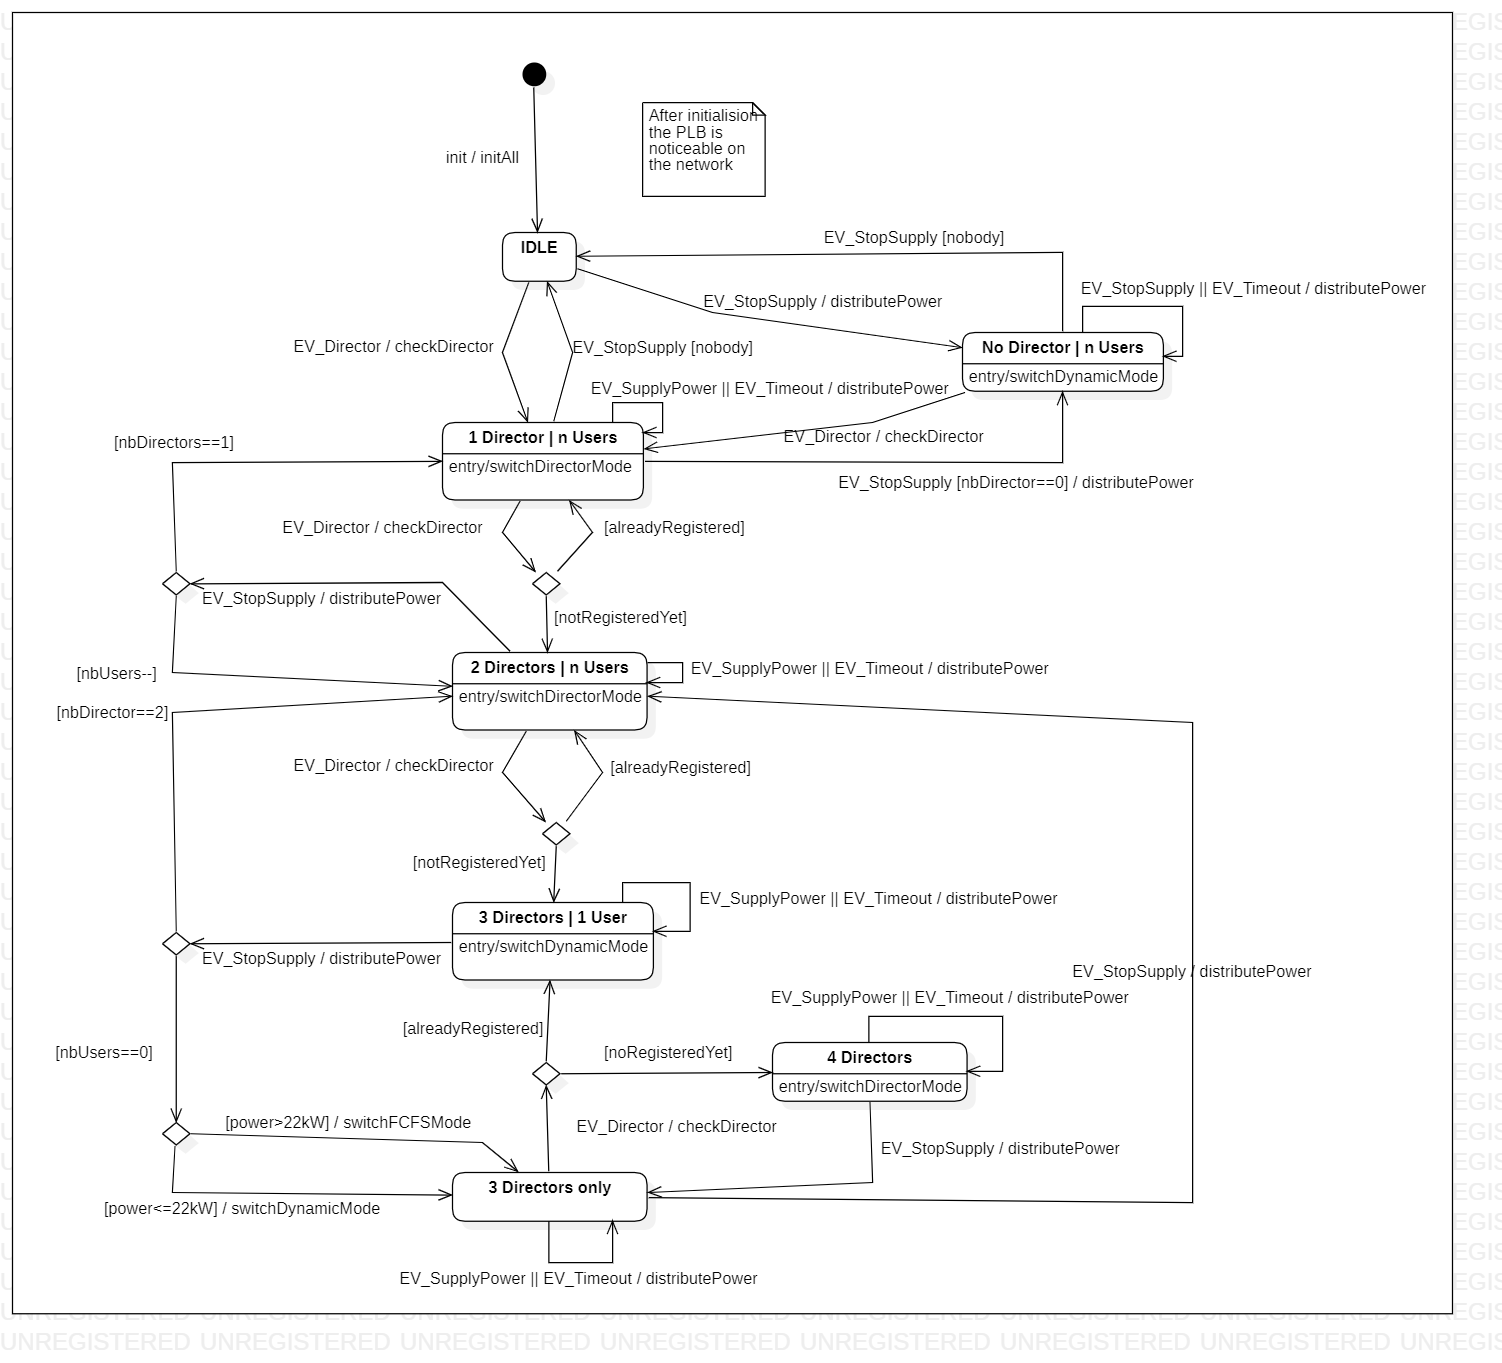 After initialision
the PLB is
noticeable on
the network
init / initAll
EV_StopSupply [nobody]
IDLE
EV_StopSupply || EV_Timeout / distributePower
EV_StopSupply / distributePower
EV_Director / checkDirector
EV_StopSupply [nobody]
No Director | n Users
entry/switchDynamicMode
EV_SupplyPower || EV_Timeout / distributePower
[nbDirectors==1]
1 Director | n Users
EV_Director / checkDirector
entry/switchDirectorMode
EV_StopSupply [nbDirector==0] / distributePower
EV_Director / checkDirector
[alreadyRegistered]
EV_StopSupply / distributePower
[notRegisteredYet]
[nbUsers--]
2 Directors | n Users
EV_SupplyPower || EV_Timeout / distributePower
entry/switchDirectorMode
[nbDirector==2]
EV_Director / checkDirector
[alreadyRegistered]
[notRegisteredYet]
3 Directors | 1 User
EV_SupplyPower || EV_Timeout / distributePower
entry/switchDynamicMode
EV_StopSupply / distributePower
EV_StopSupply / distributePower
EV_SupplyPower || EV_Timeout / distributePower
[alreadyRegistered]
[nbUsers==0]
[noRegisteredYet]
4 Directors
entry/switchDirectorMode
[power>22kW] / switchFCFSMode
EV_Director / checkDirector
EV_StopSupply / distributePower
3 Directors only
[power<=22kW] / switchDynamicMode
EV_SupplyPower || EV_Timeout / distributePower
UNREGISTERED UNREGISTERED UNREGISTERED UNREGISTERED UNREGISTERED UNREGISTERED UNREGISTERED